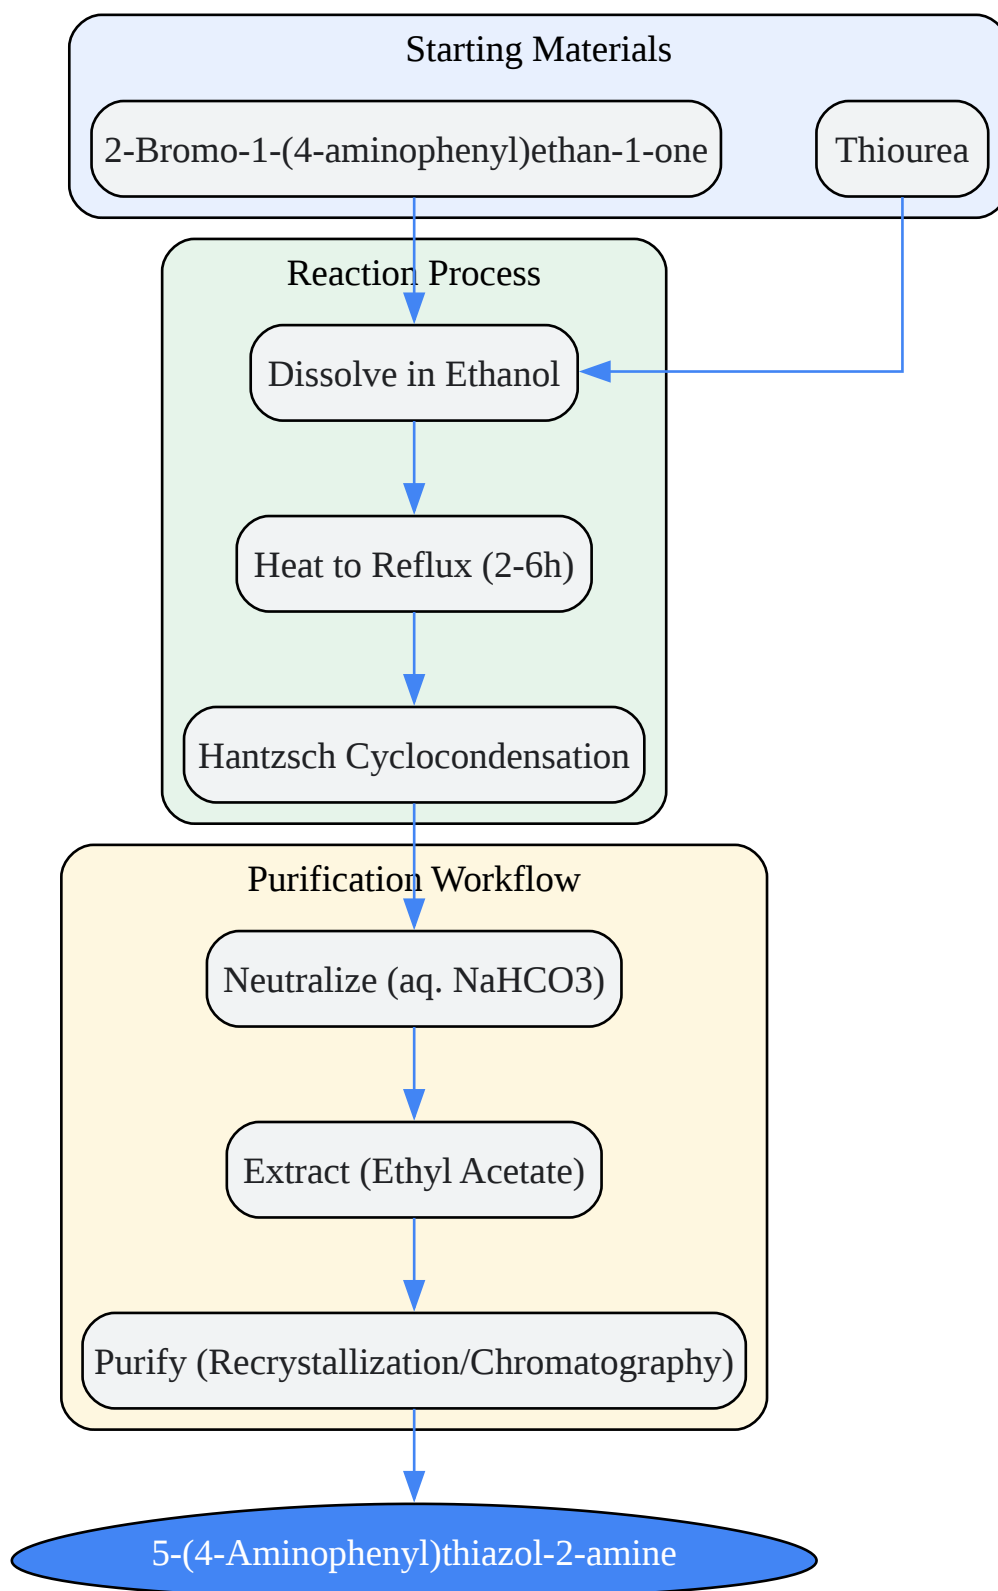 Starting Materials
2-Bromo-1-(4-aminophenyl)ethan-1-one
Thiourea
Reaction Process
Dissolve in Ethanol
Heat to Reflux (2-6h)
Hantzsch Cyclocondensation
Purification Workflow
Neutralize (aq. NaHCO3)
Extract (Ethyl Acetate)
Purify (Recrystallization/Chromatography)
5-(4-Aminophenyl)thiazol-2-amine